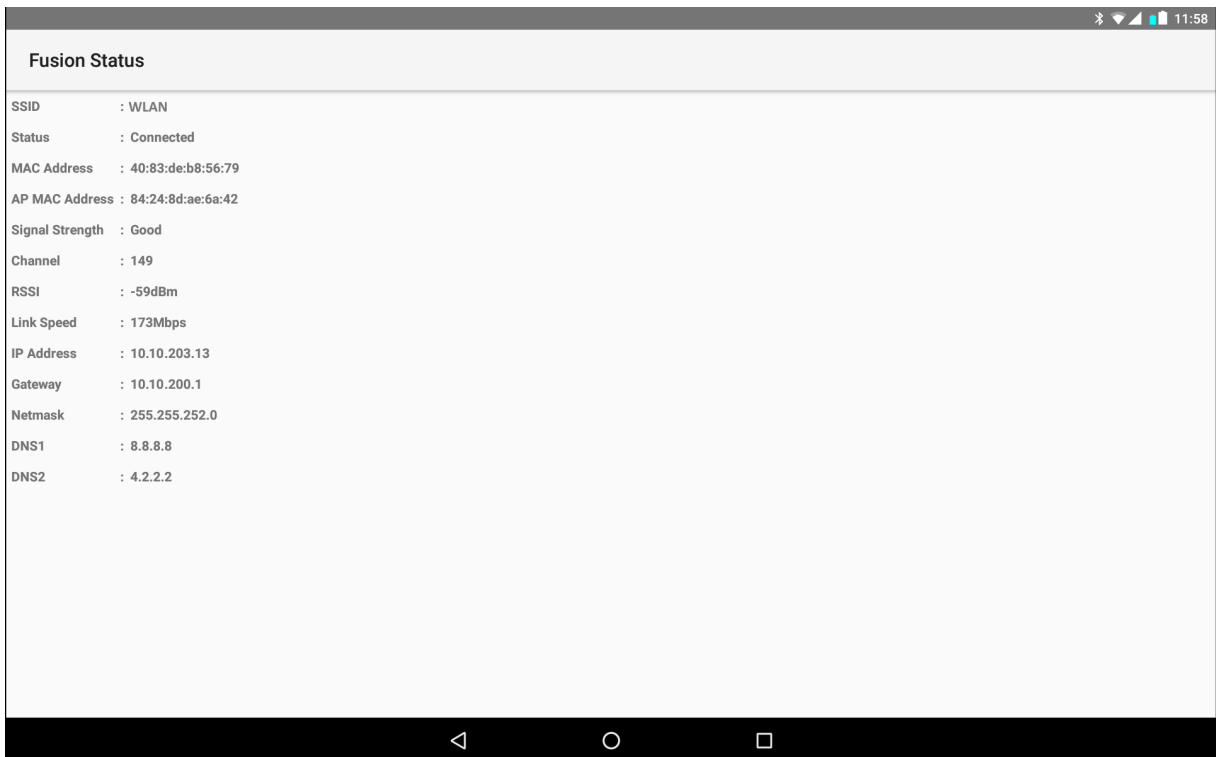 11:58
Fusion Status
SSID : WLAN
Status : Connected
MAC Address : 40:83:de:b8:56:79
AP MAC Address : 84:24:8d:ae:6a:42
Signal Strength : Good
Channel : 149
RSSI : -59dBm
Link Speed : 173Mbps
IP Address : 10.10.203.13
Gateway : 10.10.200.1
Netmask : 255.255.252.0
DNS1 : 8.8.8.8
DNS2 : 4.2.2.2